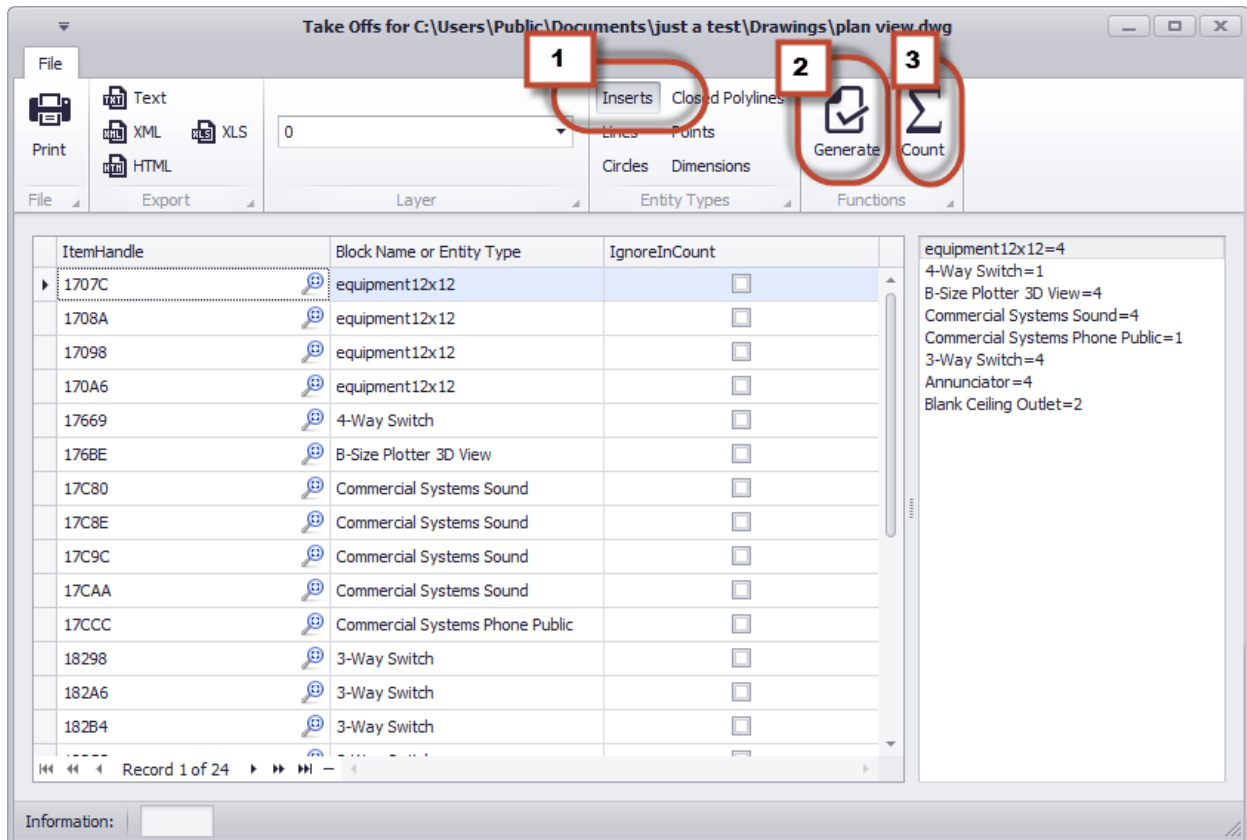 Take Offs for C:\Users\Public\Documents\just a test\Drawings\plan view.dwg
File
1
2
3
Print
Text
XML
XLS
HTML
0
Inserts Closed Polylines
Lines Points
Circles Dimensions
Generate
Count
File
Export
Layer
Entity Types
Functions
ItemHandle Block Name or Entity Type IgnoreInCount
1707C equipment12x12
1708A equipment12x12
17098 equipment12x12
170A6 equipment12x12
17669 4-Way Switch
176BE B-Size Plotter 3D View
17C80 Commercial Systems Sound
17C8E Commercial Systems Sound
17C9C Commercial Systems Sound
17CAA Commercial Systems Sound
17CCC Commercial Systems Phone Public
18298 3-Way Switch
182A6 3-Way Switch
182B4 3-Way Switch
Record 1 of 24
equipment12x12=4
4-Way Switch=1
B-Size Plotter 3D View=4
Commercial Systems Sound=4
Commercial Systems Phone Public=1
3-Way Switch=4
Annunciator=4
Blank Ceiling Outlet=2
Information: